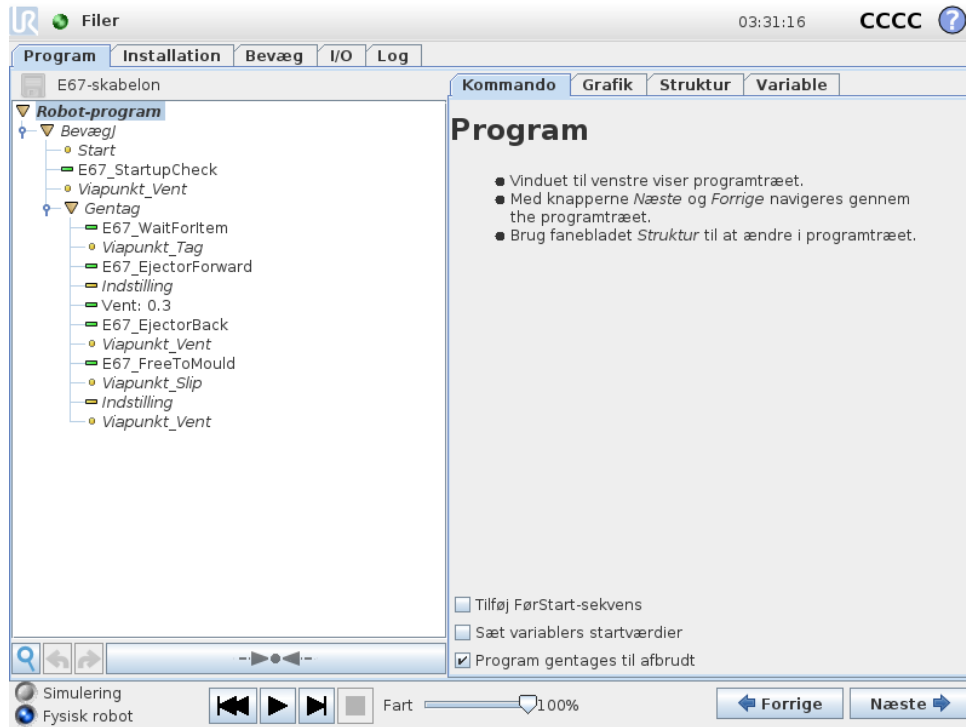 UR Filer 03:31:16 CCCC ?
Program Installation Bevæg I/O Log
E67-skabelon
Kommando Grafik Struktur Variable
Robot-program
BevægJ
Start
E67_StartupCheck
Viapunkt_Vent
Gentag
E67_WaitForItem
Viapunkt_Tag
E67_EjectorForward
Indstilling
Vent: 0.3
E67_EjectorBack
Viapunkt_Vent
E67_FreeToMould
Viapunkt_Slip
Indstilling
Viapunkt_Vent
Program
Vinduet til venstre viser programtræet.
Med knapperne Næste og Forrige navigeres gennem
the programtræet.
Brug fanebladet Struktur til at ændre i programtræet.
Tilføj FørStart-sekvens
Sæt variablers startværdier
Program gentages til afbrudt
Simulering
Fysisk robot
Fart 100%
Forrige Næste